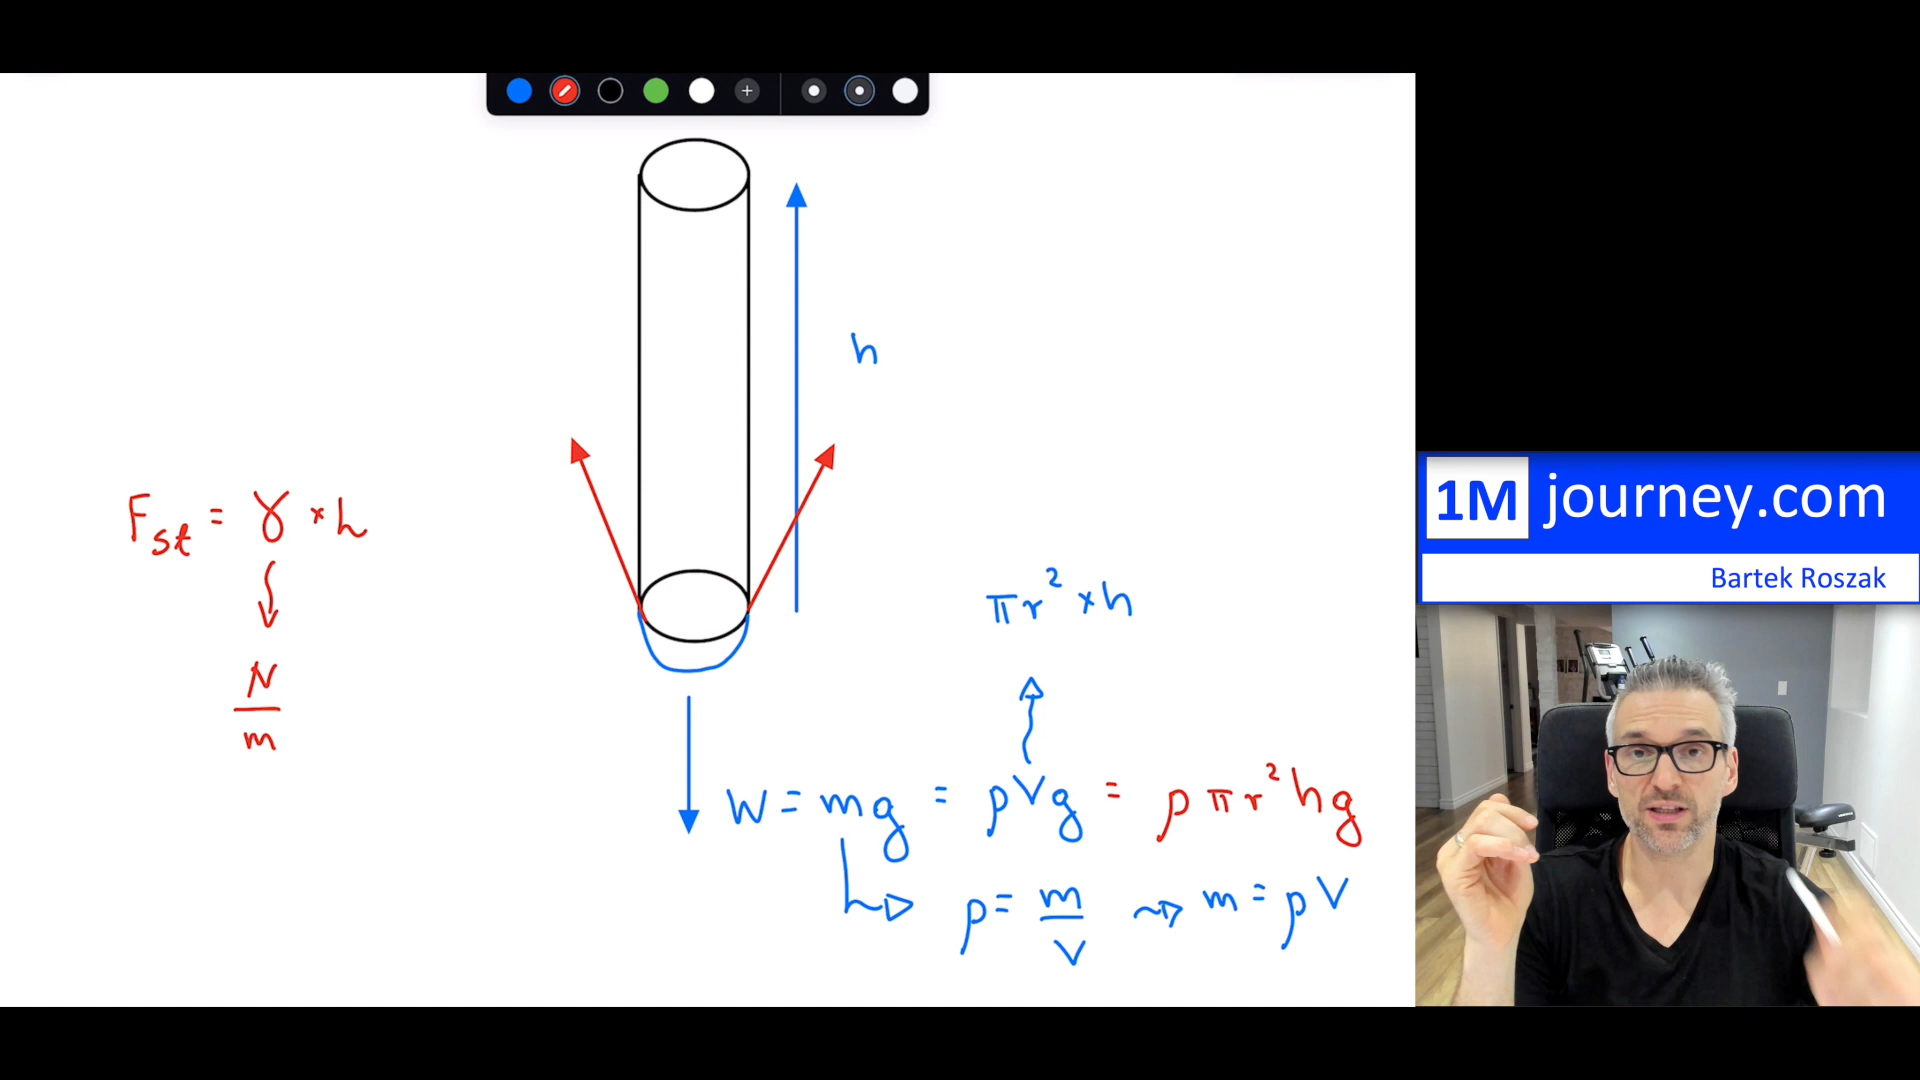 h
F_st = γ × h
N
m
πr² × h
W = mg = ρVg = ρπr²hg
ρ = m/V ⇝ m = ρV
1M journey.com
Bartek Roszak